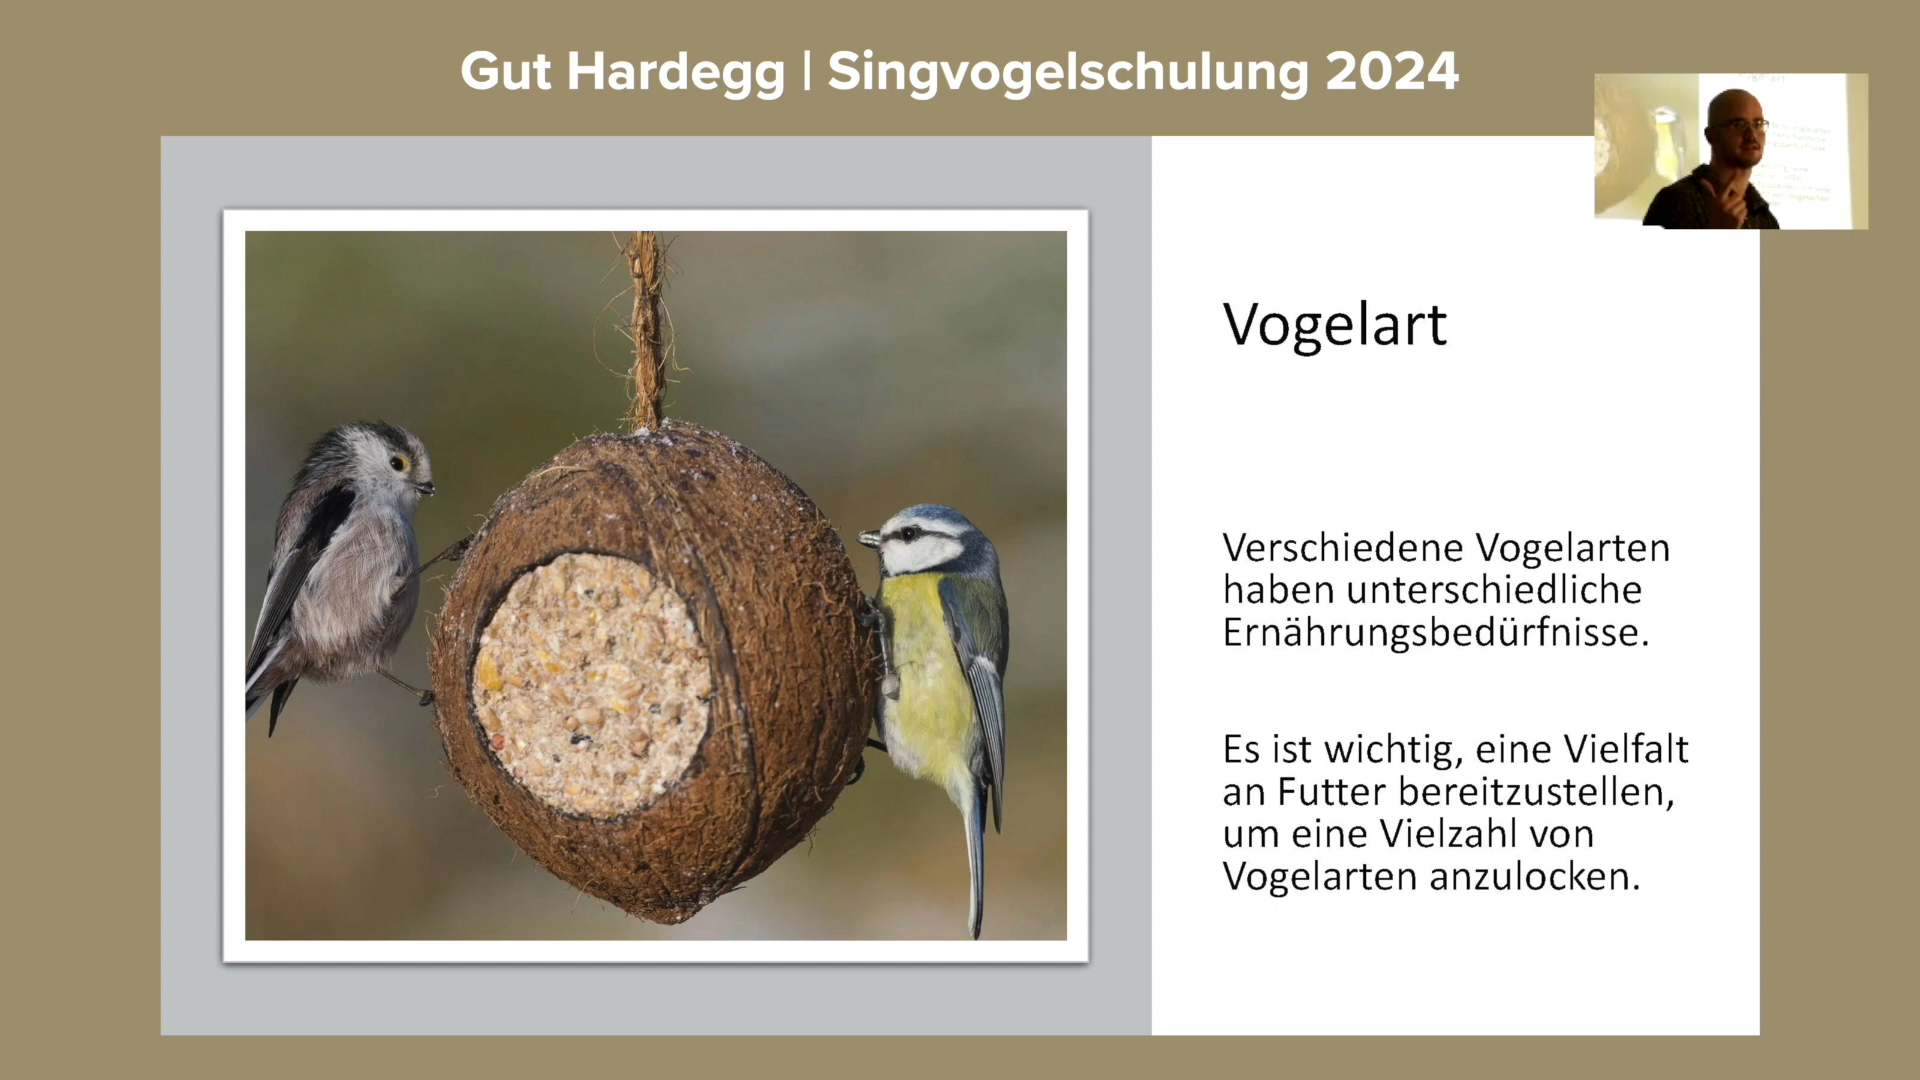 Gut Hardegg | Singvogelschulung 2024
Vogelart
Verschiedene Vogelarten
haben unterschiedliche
Ernährungsbedürfnisse.
Es ist wichtig, eine Vielfalt
an Futter bereitzustellen,
um eine Vielzahl von
Vogelarten anzulocken.